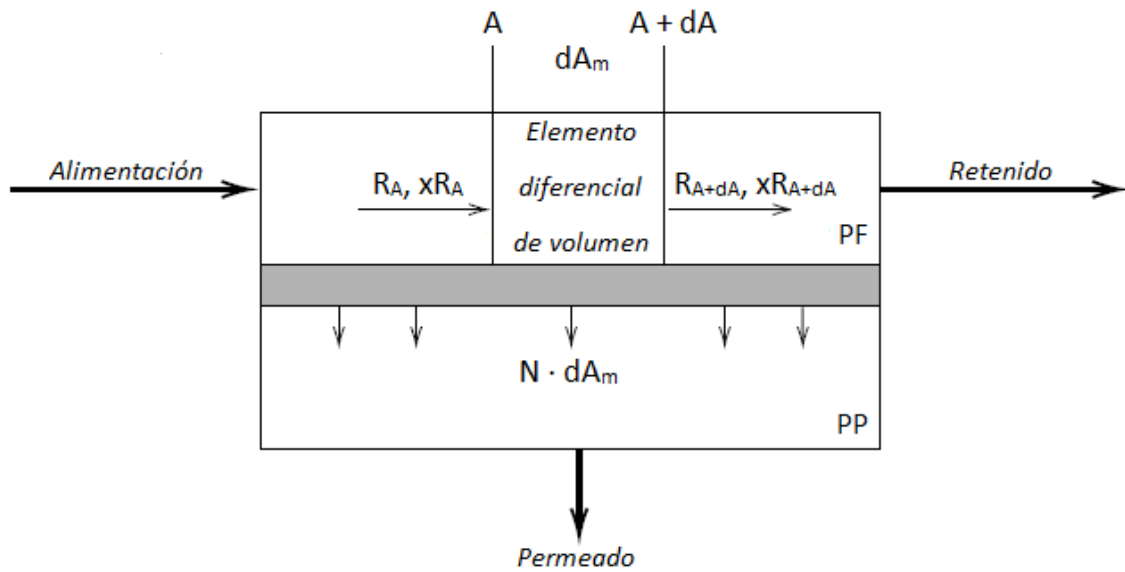 A
A + dA
dAm
Elemento
Alimentación
diferencial
Retenido
RA, xRA
RA+dA, xRA+dA
de volumen
PF
N · dAm
PP
Permeado